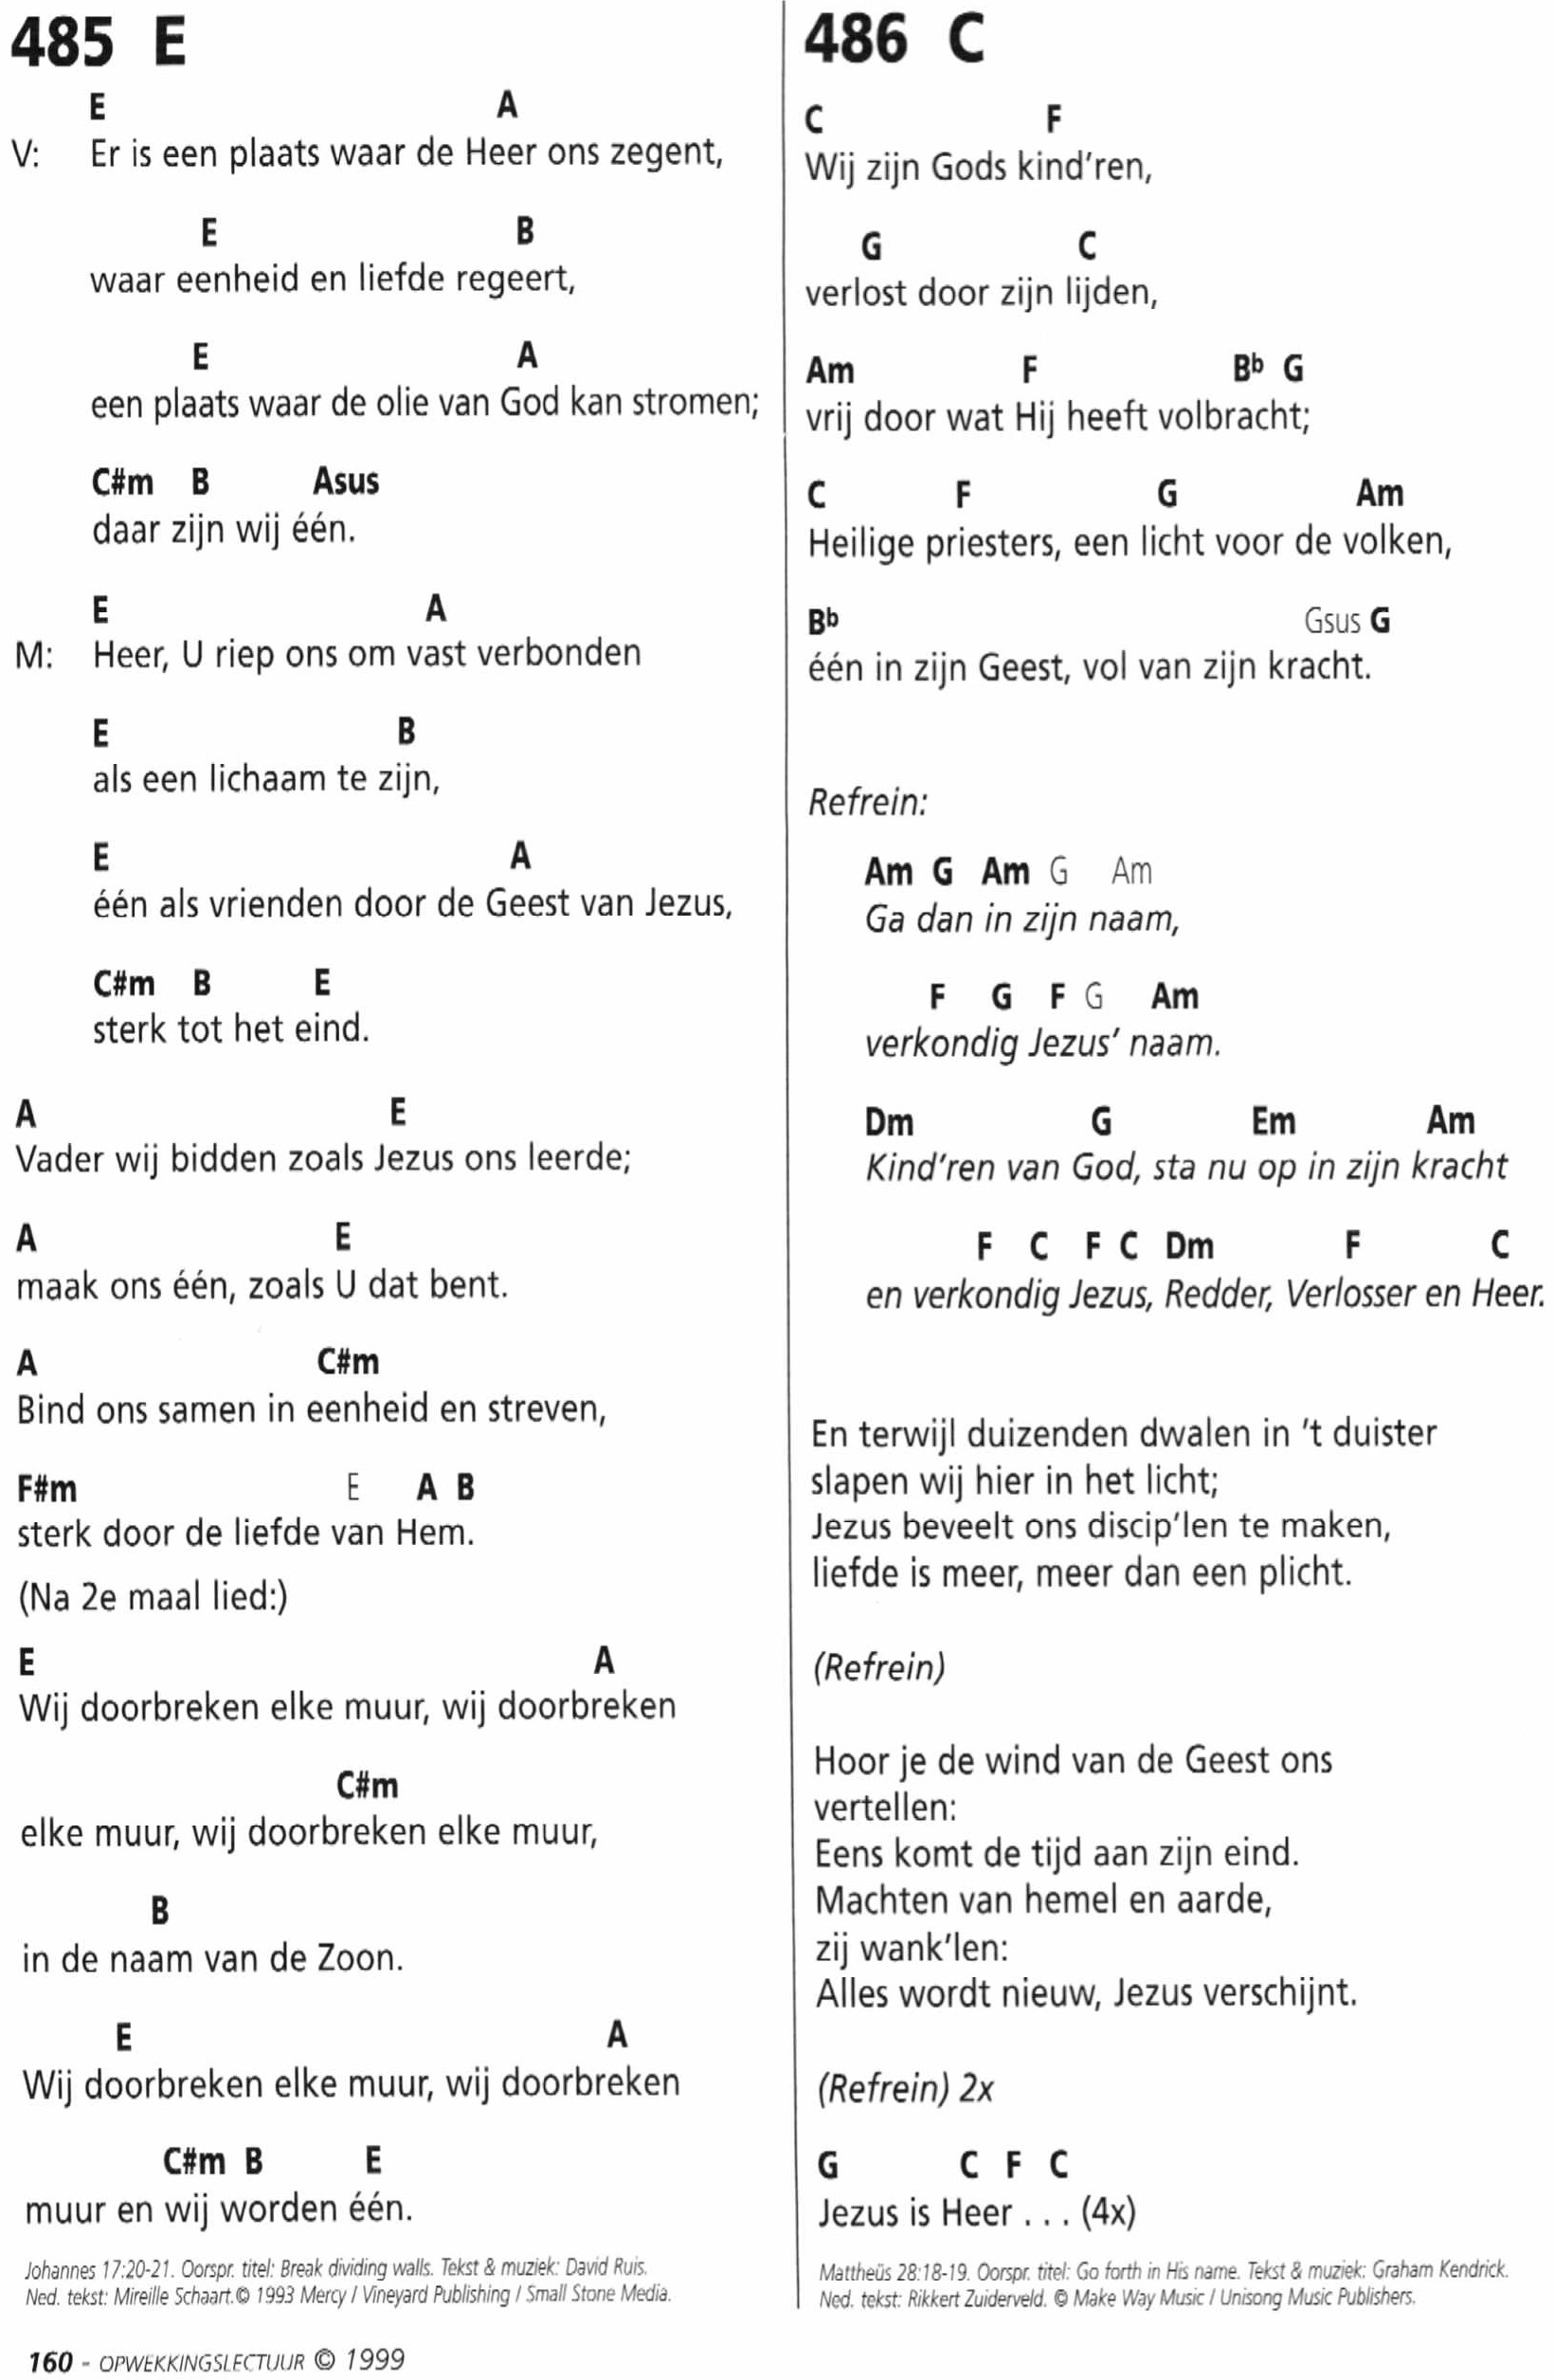 485 E
E A
V: Er is een plaats waar de Heer ons zegent,
E B
waar eenheid en liefde regeert,
E A
een plaats waar de olie van God kan stromen;
C#m B Asus
daar zijn wij één.
E A
M: Heer, U riep ons om vast verbonden
E B
als een lichaam te zijn,
E A
één als vrienden door de Geest van Jezus,
C#m B E
sterk tot het eind.
A E
Vader wij bidden zoals Jezus ons leerde;
A E
maak ons één, zoals U dat bent.
A C#m
Bind ons samen in eenheid en streven,
F#m E A B
sterk door de liefde van Hem.
(Na 2e maal lied:)
E A
Wij doorbreken elke muur, wij doorbreken
C#m
elke muur, wij doorbreken elke muur,
B
in de naam van de Zoon.
E A
Wij doorbreken elke muur, wij doorbreken
C#m B E
muur en wij worden één.
Johannes 17:20-21. Oorspr. titel: Break dividing walls. Tekst & muziek: David Ruis.
Ned. tekst: Mireille Schaart.© 1993 Mercy / Vineyard Publishing / Small Stone Media.
160 - OPWEKKINGSLECTUUR © 1999
486 C
C F
Wij zijn Gods kind'ren,
G C
verlost door zijn lijden,
Am F Bb G
vrij door wat Hij heeft volbracht;
C F G Am
Heilige priesters, een licht voor de volken,
Bb Gsus G
één in zijn Geest, vol van zijn kracht.
Refrein:
Am G Am G Am
Ga dan in zijn naam,
F G F G Am
verkondig Jezus' naam.
Dm G Em Am
Kind'ren van God, sta nu op in zijn kracht
F C F C Dm F C
en verkondig Jezus, Redder, Verlosser en Heer.
En terwijl duizenden dwalen in 't duister
slapen wij hier in het licht;
Jezus beveelt ons discip'len te maken,
liefde is meer, meer dan een plicht.
(Refrein)
Hoor je de wind van de Geest ons
vertellen:
Eens komt de tijd aan zijn eind.
Machten van hemel en aarde,
zij wank'len:
Alles wordt nieuw, Jezus verschijnt.
(Refrein) 2x
G C F C
Jezus is Heer . . . (4x)
Mattheüs 28:18-19. Oorspr. titel: Go forth in His name. Tekst & muziek: Graham Kendrick.
Ned. tekst: Rikkert Zuiderveld. © Make Way Music / Unisong Music Publishers.